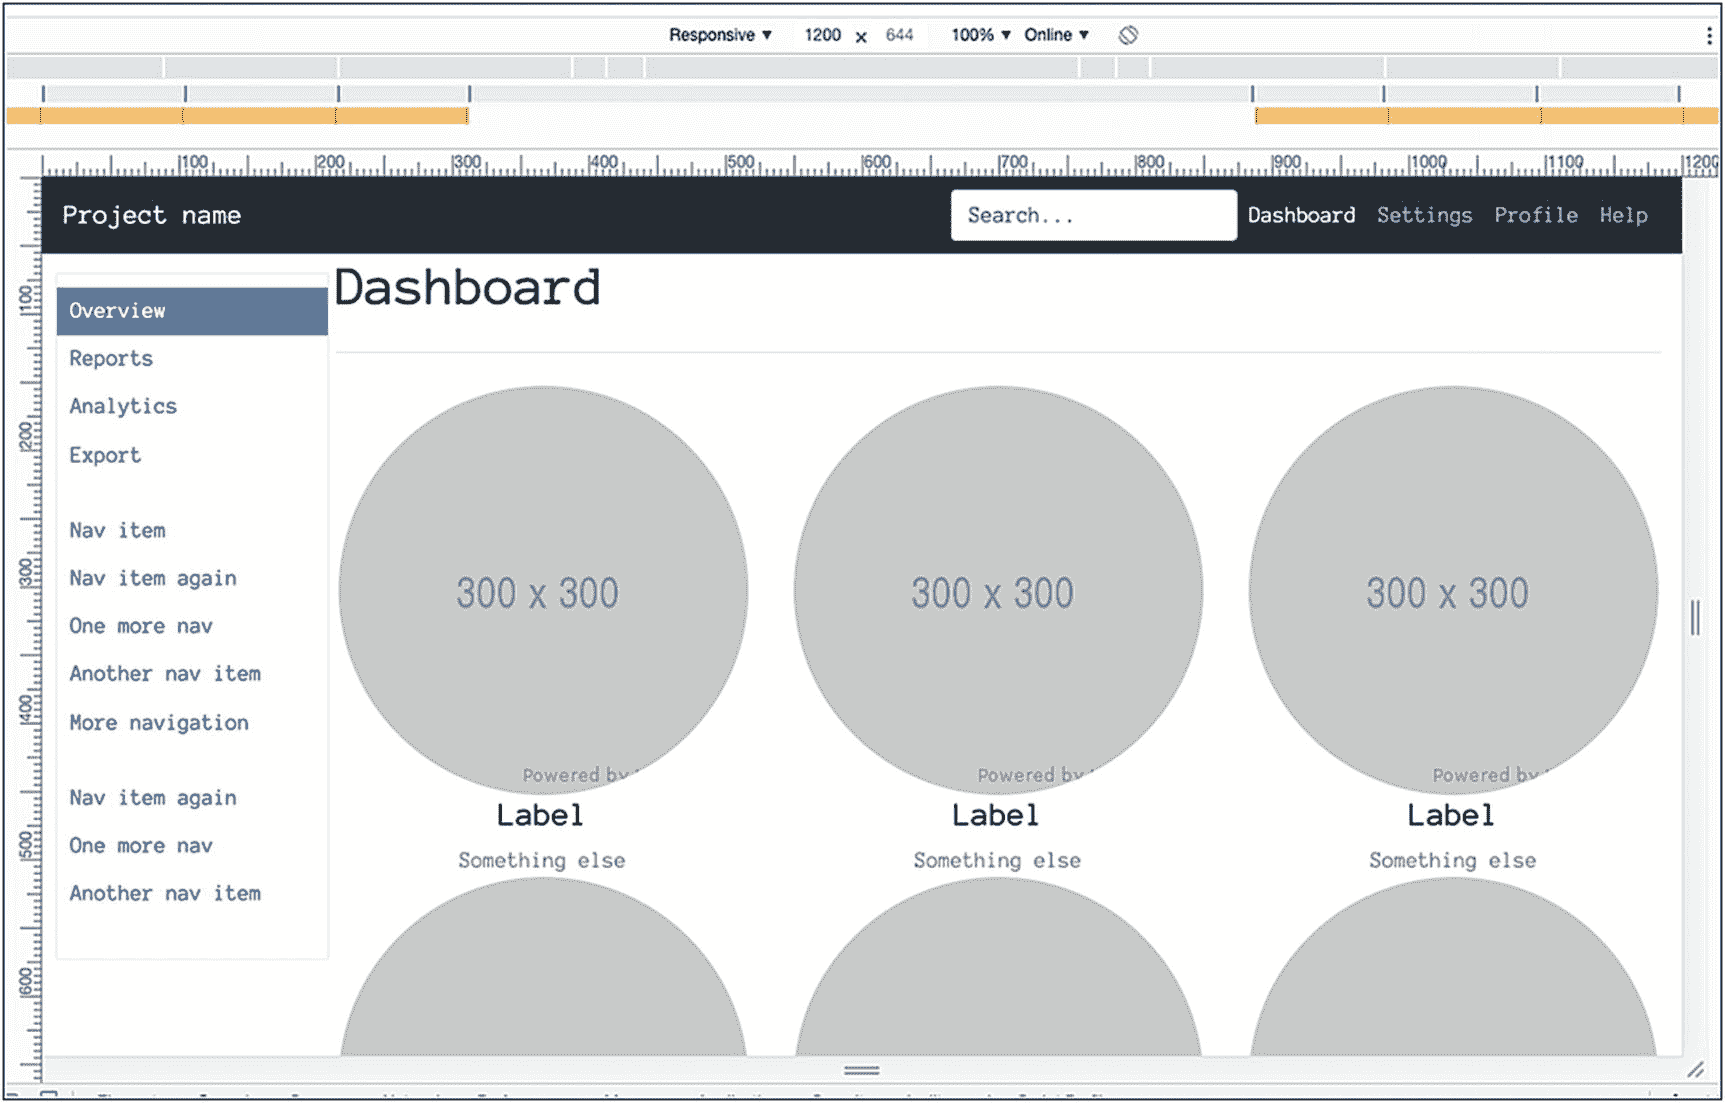 Responsive ▼ 1200 x 644 100% ▼ Online ▼
100 200 300 400 500 600 700 800 900 1000 1100 1200
Project name Search... Dashboard Settings Profile Help
Dashboard
Overview
Reports
Analytics
Export
Nav item
Nav item again
One more nav
Another nav item
More navigation
Nav item again
One more nav
Another nav item
300 x 300 300 x 300 300 x 300
Powered by Powered by Powered by
Label Label Label
Something else Something else Something else
100
200
300
400
500
600